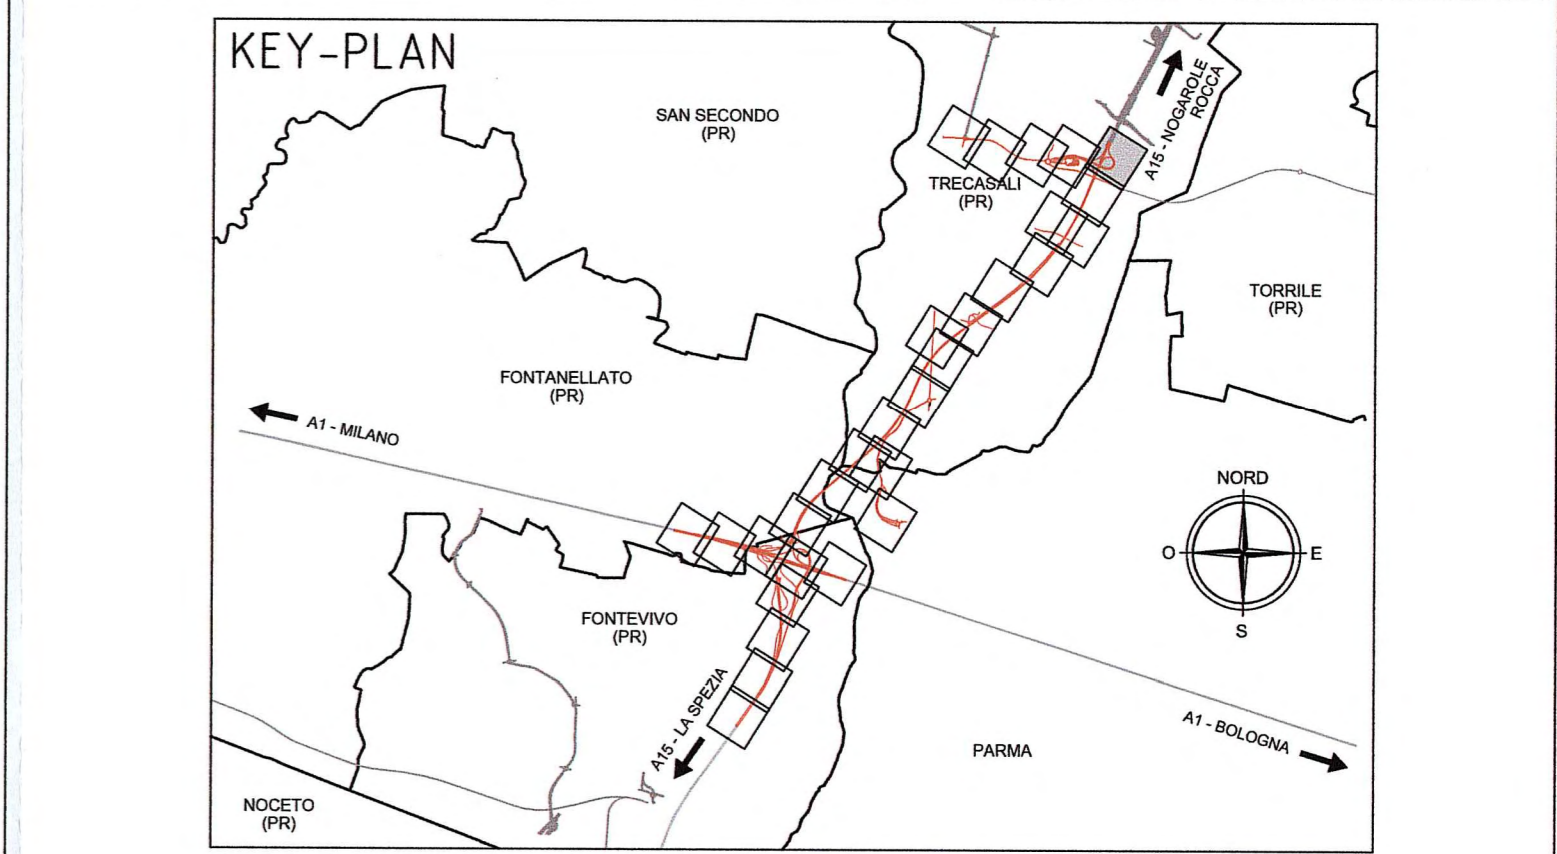 KEY-PLAN
SAN SECONDO
(PR)
A15 - NOGAROLE
ROCCA
TRECASALI
(PR)
TORRILE
(PR)
FONTANELLATO
(PR)
A1 - MILANO
NORD
O
E
S
FONTEVIVO
(PR)
A15 - LA SPEZIA
A1 - BOLOGNA
PARMA
NOCETO
(PR)